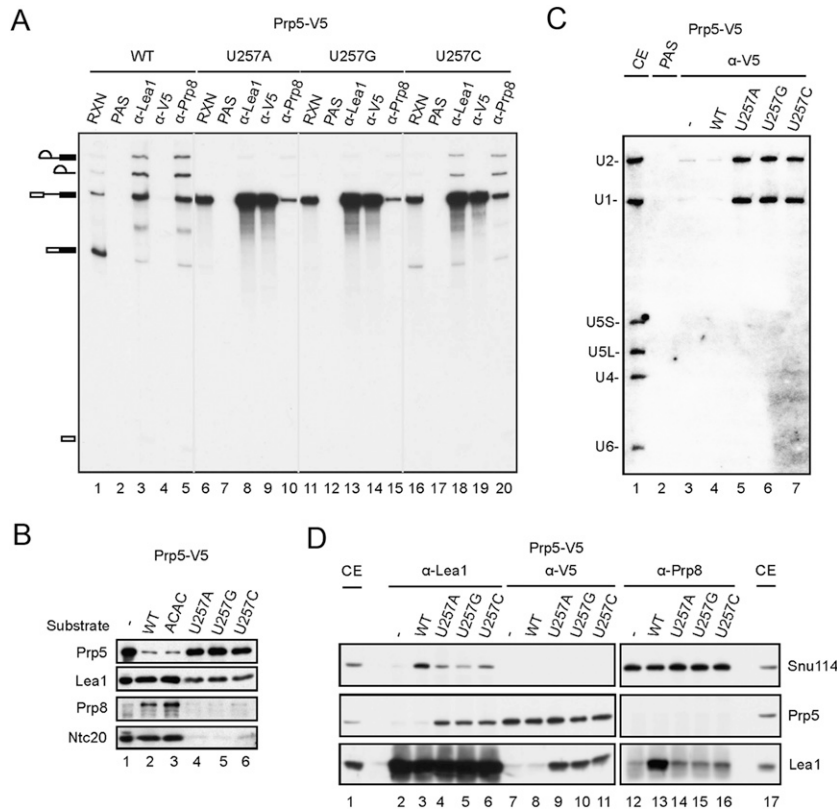 A
Prp5-V5
WT U257A U257G U257C
RXN PAS α-Lea1 α-V5 α-Prp8 RXN PAS α-Lea1 α-V5 α-Prp8 RXN PAS α-Lea1 α-V5 α-Prp8 RXN PAS α-Lea1 α-V5 α-Prp8
1 2 3 4 5 6 7 8 9 10 11 12 13 14 15 16 17 18 19 20
B
Prp5-V5
Substrate - WT ACAC U257A U257G U257C
Prp5
Lea1
Prp8
Ntc20
1 2 3 4 5 6
C
Prp5-V5
CE PAS α-V5
- WT U257A U257G U257C
U2-
U1-
U5S-
U5L-
U4-
U6-
1 2 3 4 5 6 7
D
Prp5-V5
CE α-Lea1 α-V5 α-Prp8 CE
- WT U257A U257G U257C - WT U257A U257G U257C - WT U257A U257G U257C
Snu114
Prp5
Lea1
1 2 3 4 5 6 7 8 9 10 11 12 13 14 15 16 17